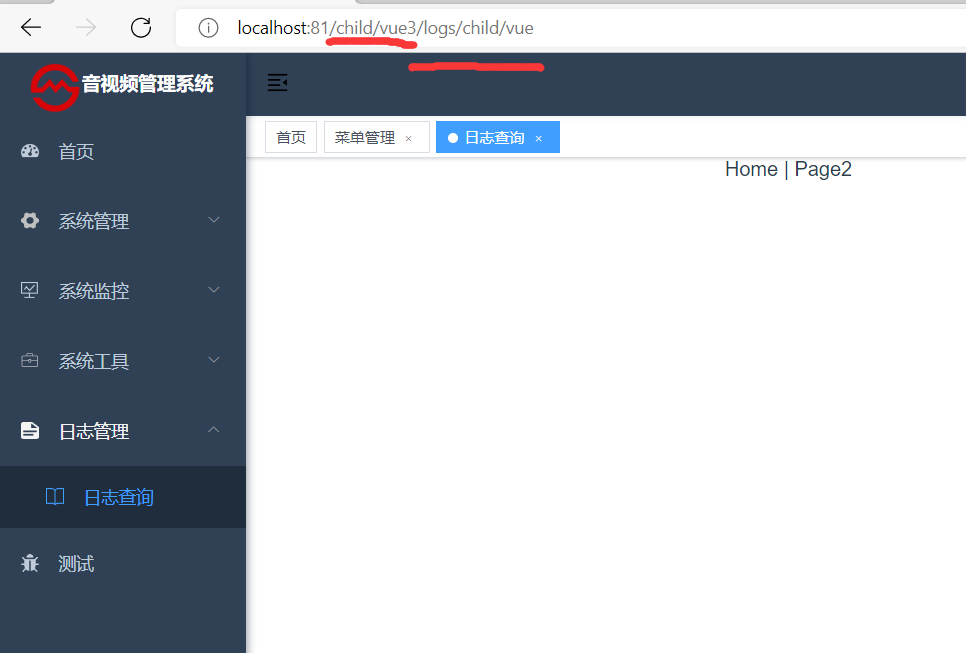 localhost:81/child/vue3/logs/child/vue
音视频管理系统
首页 菜单管理 × 日志查询 ×
Home | Page2
首页
系统管理
系统监控
系统工具
日志管理
日志查询
测试